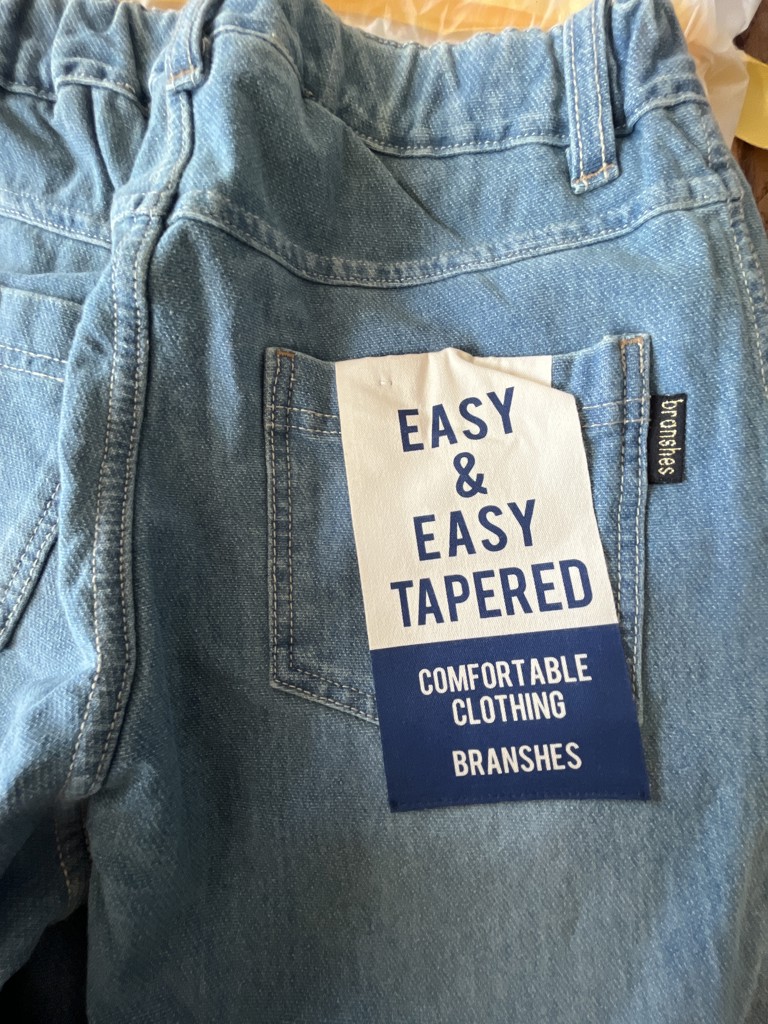 EASY
&
EASY
TAPERED
COMFORTABLE
CLOTHING
BRANSHES
branshes